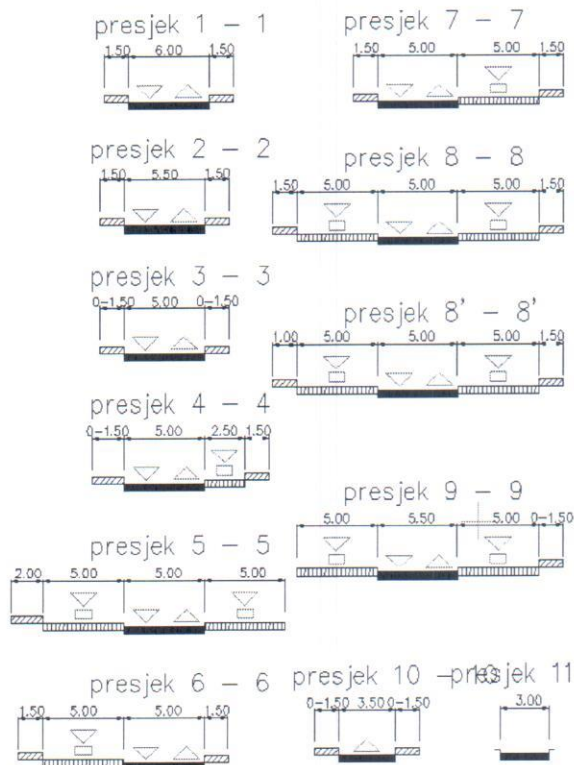 presjek 1 - 1
1.50 6.00 1.50
presjek 2 - 2
1.50 5.50 1.50
presjek 3 - 3
0-1.50 5.00 0-1.50
presjek 4 - 4
0-1.50 5.00 2.50 1.50
presjek 5 - 5
2.00 5.00 5.00 5.00
presjek 6 - 6
1.50 5.00 5.00 1.50
presjek 7 - 7
1.50 5.00 5.00 1.50
presjek 8 - 8
1.50 5.00 5.00 5.00 1.50
presjek 8' - 8'
1.00 5.00 5.00 5.00 1.50
presjek 9 - 9
5.00 5.50 5.00 0-1.50
presjek 10 - 10
0-1.50 3.50 0-1.50
presjek 11
3.00